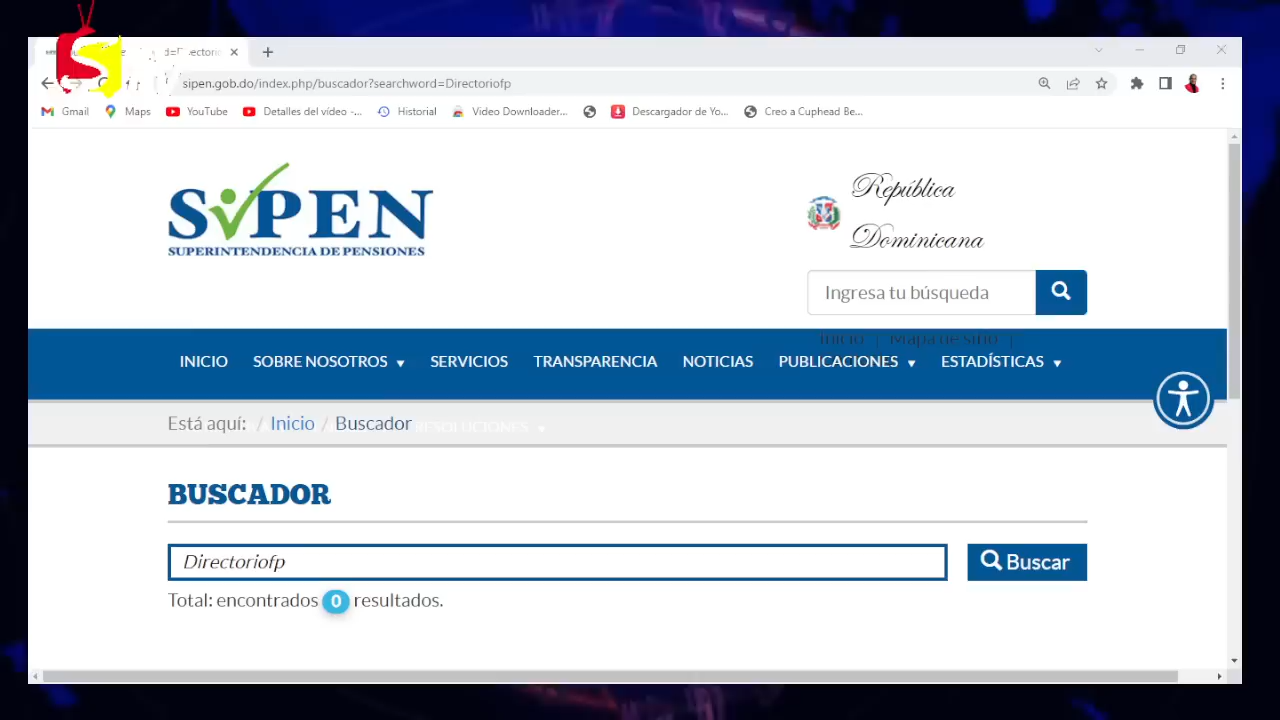 sipen.gob.do/index.php/buscador?searchword=Directoriofp
Gmail Maps YouTube Detalles del vídeo -... Historial Video Downloader... Descargador de Yo... Creo a Cuphead Be...
SiPEN
SUPERINTENDENCIA DE PENSIONES
República
Dominicana
Ingresa tu búsqueda
Inicio | Mapa de sitio |
INICIO SOBRE NOSOTROS SERVICIOS TRANSPARENCIA NOTICIAS PUBLICACIONES ESTADÍSTICAS
Está aquí: / Inicio / Buscador
RESOLUCIONES
BUSCADOR
Directoriofp
Buscar
Total: encontrados 0 resultados.